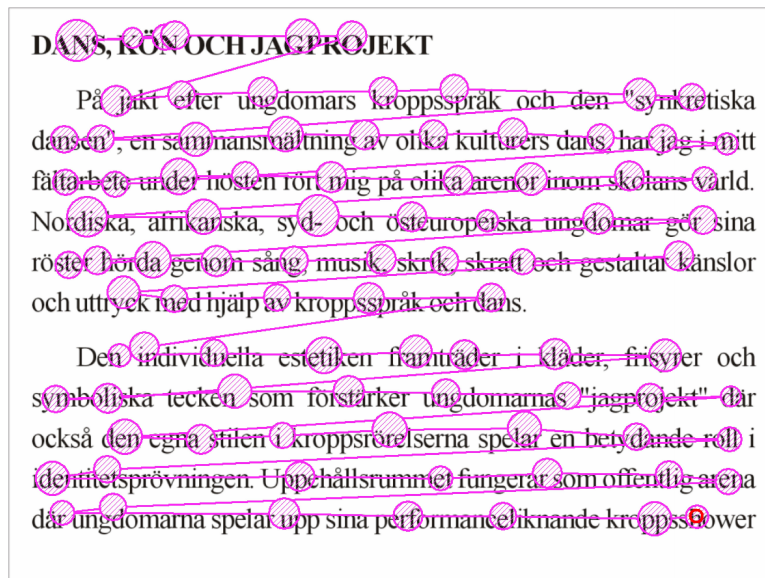 DANS, KÖN OCH JAGPROJEKT
På jakt efter ungdomars kroppsspråk och den "synkretiska
dansen", en sammansmältning av olika kulturers dans, har jag i mitt
fältarbete under hösten rört mig på olika arenor inom skolans värld.
Nordiska, afrikanska, syd- och östeuropeiska ungdomar gör sina
röster hörda genom sång, musik, skrik, skratt och gestaltar känslor
och uttryck med hjälp av kroppsspråk och dans.
Den individuella estetiken framträder i kläder, frisyrer och
symboliska tecken som förstärker ungdomarnas "jagprojekt" där
också den egna stilen i kroppsrörelserna spelar en betydande roll i
identitetsprövningen. Uppehållsrummet fungerar som offentlig arena
där ungdomarna spelar upp sina performanceliknande kroppsshower